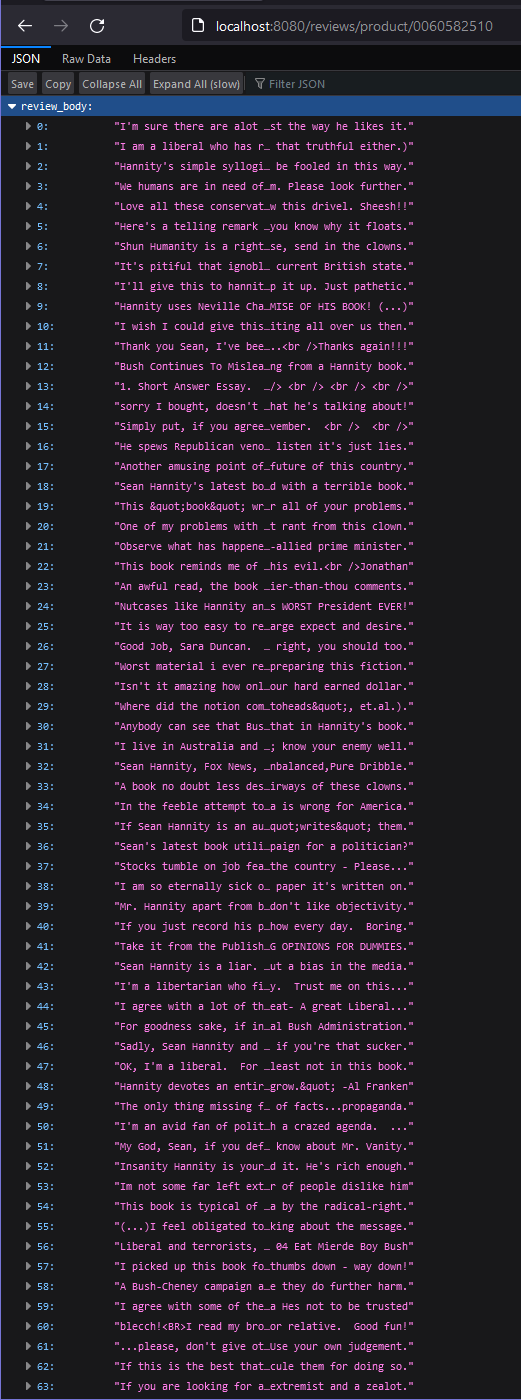 localhost:8080/reviews/product/0060582510
JSON Raw Data Headers
Save Copy Collapse All Expand All (slow) Filter JSON
review_body:
0: "I'm sure there are alot …st the way he likes it."
1: "I am a liberal who has r… that truthful either.)"
2: "Hannity's simple syllogi… be fooled in this way."
3: "We humans are in need of…m. Please look further."
4: "Love all these conservat…w this drivel. Sheesh!!"
5: "Here's a telling remark …you know why it floats."
6: "Shun Humanity is a right…se, send in the clowns."
7: "It's pitiful that ignobl… current British state."
8: "I'll give this to hannit…p it up. Just pathetic.
9: "Hannity uses Neville Cha…MISE OF HIS BOOK! (...)
10: "I wish I could give this…iting all over us then."
11: "Thank you Sean, I've bee…..<br />Thanks again!!!"
12: "Bush Continues To Mislea…ng from a Hannity book."
13: "1. Short Answer Essay.  …/> <br /> <br /> <br />"
14: "sorry I bought, doesn't …hat he's talking about!"
15: "Simply put, if you agree…vember.  <br />  <br />"
16: "He spews Republican veno… listen it's just lies."
17: "Another amusing point of…future of this country."
18: "Sean Hannity's latest bo…d with a terrible book."
19: "This &quot;book&quot; wr…r all of your problems."
20: "One of my problems with …t rant from this clown."
21: "Observe what has happene…-allied prime minister."
22: "This book reminds me of …his evil.<br />Jonathan"
23: "An awful read, the book …ier-than-thou comments."
24: "Nutcases like Hannity an…s WORST President EVER!"
25: "It is way too easy to re…arge expect and desire."
26: "Good Job, Sara Duncan.  … right, you should too."
27: "Worst material i ever re…preparing this fiction."
28: "Isn't it amazing how onl…our hard earned dollar."
29: "Where did the notion com…toheads&quot;, et.al.)."
30: "Anybody can see that Bus…that in Hannity's book."
31: "I live in Australia and …; know your enemy well."
32: "Sean Hannity, Fox News, …nbalanced,Pure Dribble."
33: "A book no doubt less des…irways of these clowns."
34: "In the feeble attempt to…a is wrong for America."
35: "If Sean Hannity is an au…quot;writes&quot; them."
36: "Sean's latest book utili…paign for a politician?"
37: "Stocks tumble on job fea…the country - Please..."
38: "I am so eternally sick o… paper it's written on."
39: "Mr. Hannity apart from b…don't like objectivity."
40: "If you just record his p…how every day.  Boring."
41: "Take it from the Publish…G OPINIONS FOR DUMMIES."
42: "Sean Hannity is a liar. …ut a bias in the media."
43: "I'm a libertarian who fi…y.  Trust me on this..."
44: "I agree with a lot of th…eat- A great Liberal..."
45: "For goodness sake, if in…al Bush Administration."
46: "Sadly, Sean Hannity and … if you're that sucker."
47: "OK, I'm a liberal.  For …least not in this book."
48: "Hannity devotes an entir…grow.&quot; -Al Franken"
49: "The only thing missing f… of facts...propaganda."
50: "I'm an avid fan of polit…h a crazed agenda.  ..."
51: "My God, Sean, if you def… know about Mr. Vanity."
52: "Insanity Hannity is your…d it. He's rich enough."
53: "Im not some far left ext…r of people dislike him"
54: "This book is typical of …a by the radical-right."
55: "(...)I feel obligated to…king about the message."
56: "Liberal and terrorists, … 04 Eat Mierde Boy Bush"
57: "I picked up this book fo…thumbs down - way down!"
58: "A Bush-Cheney campaign a…e they do further harm."
59: "I agree with some of the…a Hes not to be trusted"
60: "blecch!<BR>I read my bro…or relative.  Good fun!"
61: "...please, don't give ot…Use your own judgement."
62: "If this is the best that…cule them for doing so."
63: "If you are looking for a…extremist and a zealot."